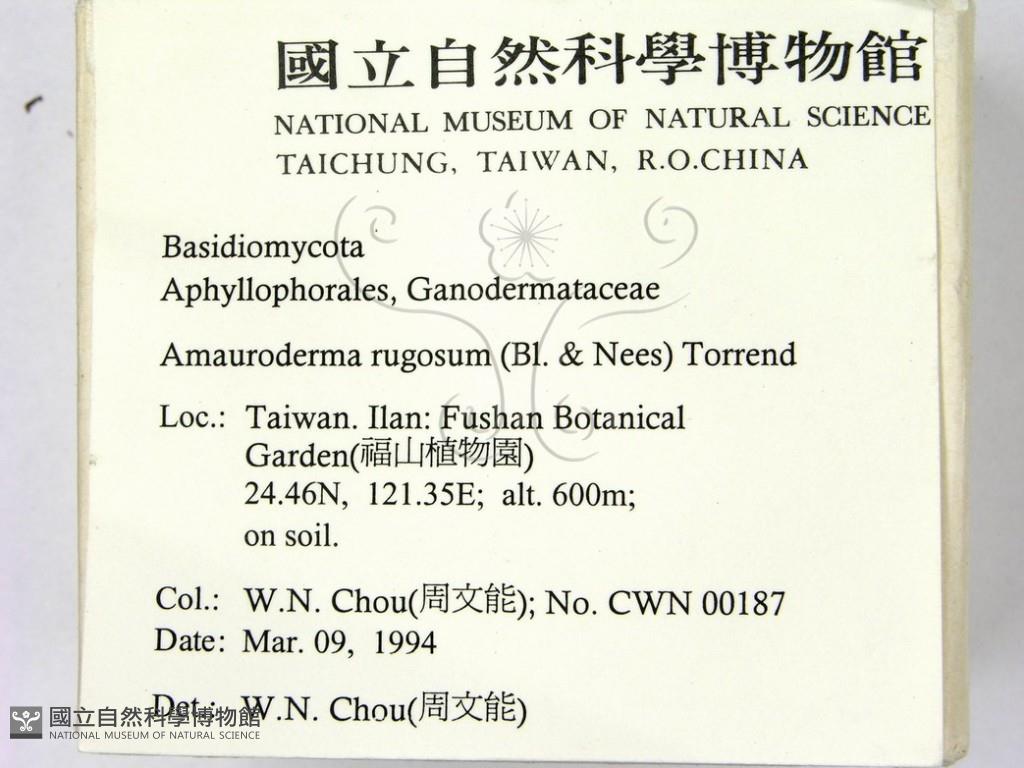 國立自然科學博物館
NATIONAL MUSEUM OF NATURAL SCIENCE
TAICHUNG, TAIWAN, R.O.CHINA
Basidiomycota
Aphyllophorales, Ganodermataceae
Amauroderma rugosum (Bl. & Nees) Torrend
Loc.: Taiwan. Ilan: Fushan Botanical
Garden(福山植物園)
24.46N, 121.35E; alt. 600m;
on soil.
Col.: W.N. Chou(周文能); No. CWN 00187
Date: Mar. 09, 1994
Det.: W.N. Chou(周文能)
國立自然科學博物館
NATIONAL MUSEUM OF NATURAL SCIENCE